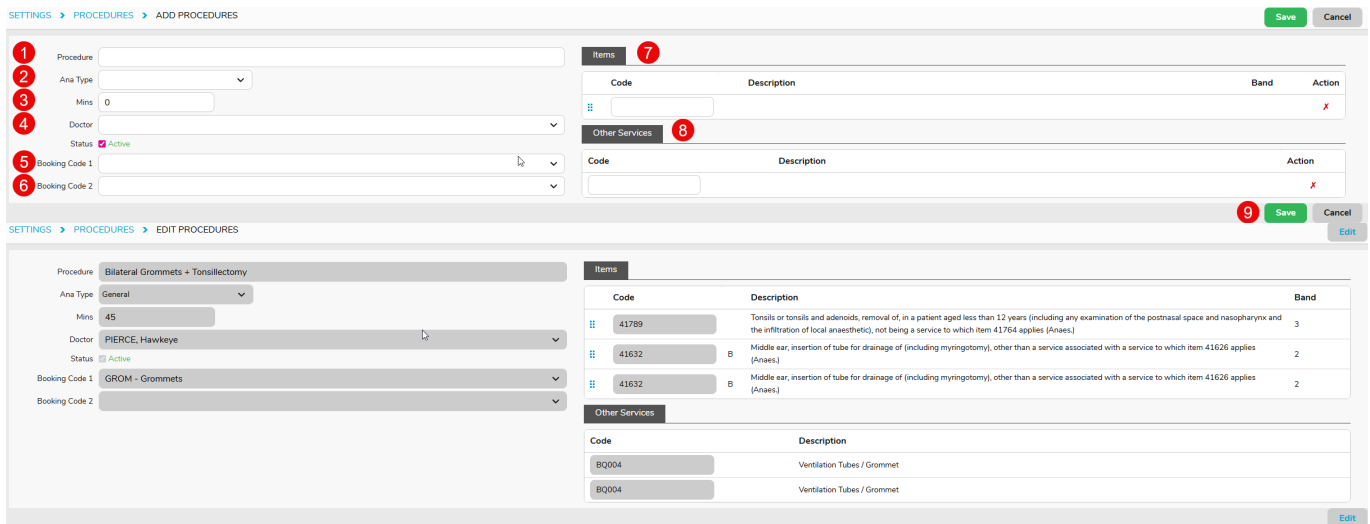 SETTINGS > PROCEDURES > ADD PROCEDURES
Save Cancel
1 Procedure
2 Ana Type
3 Mins 0
4 Doctor
Status Active
5 Booking Code 1
6 Booking Code 2
Items 7
Code Description Band Action
✗
Other Services 8
Code Description Action
✗
9 Save Cancel
SETTINGS > PROCEDURES > EDIT PROCEDURES
Edit
Procedure Bilateral Grommets + Tonsillectomy
Ana Type General
Mins 45
Doctor PIERCE, Hawkeye
Status Active
Booking Code 1 GROM - Grommets
Booking Code 2
Items
Code Description Band
41789 Tonsils or tonsils and adenoids, removal of, in a patient aged less than 12 years (including any examination of the postnasal space and nasopharynx and
the infiltration of local anaesthetic), not being a service to which item 41764 applies (Anaes.) 3
41632 B Middle ear, insertion of tube for drainage of (including myringotomy), other than a service associated with a service to which item 41626 applies
(Anaes.) 2
41632 B Middle ear, insertion of tube for drainage of (including myringotomy), other than a service associated with a service to which item 41626 applies
(Anaes.) 2
Other Services
Code Description
BQ004 Ventilation Tubes / Grommet
BQ004 Ventilation Tubes / Grommet
Edit